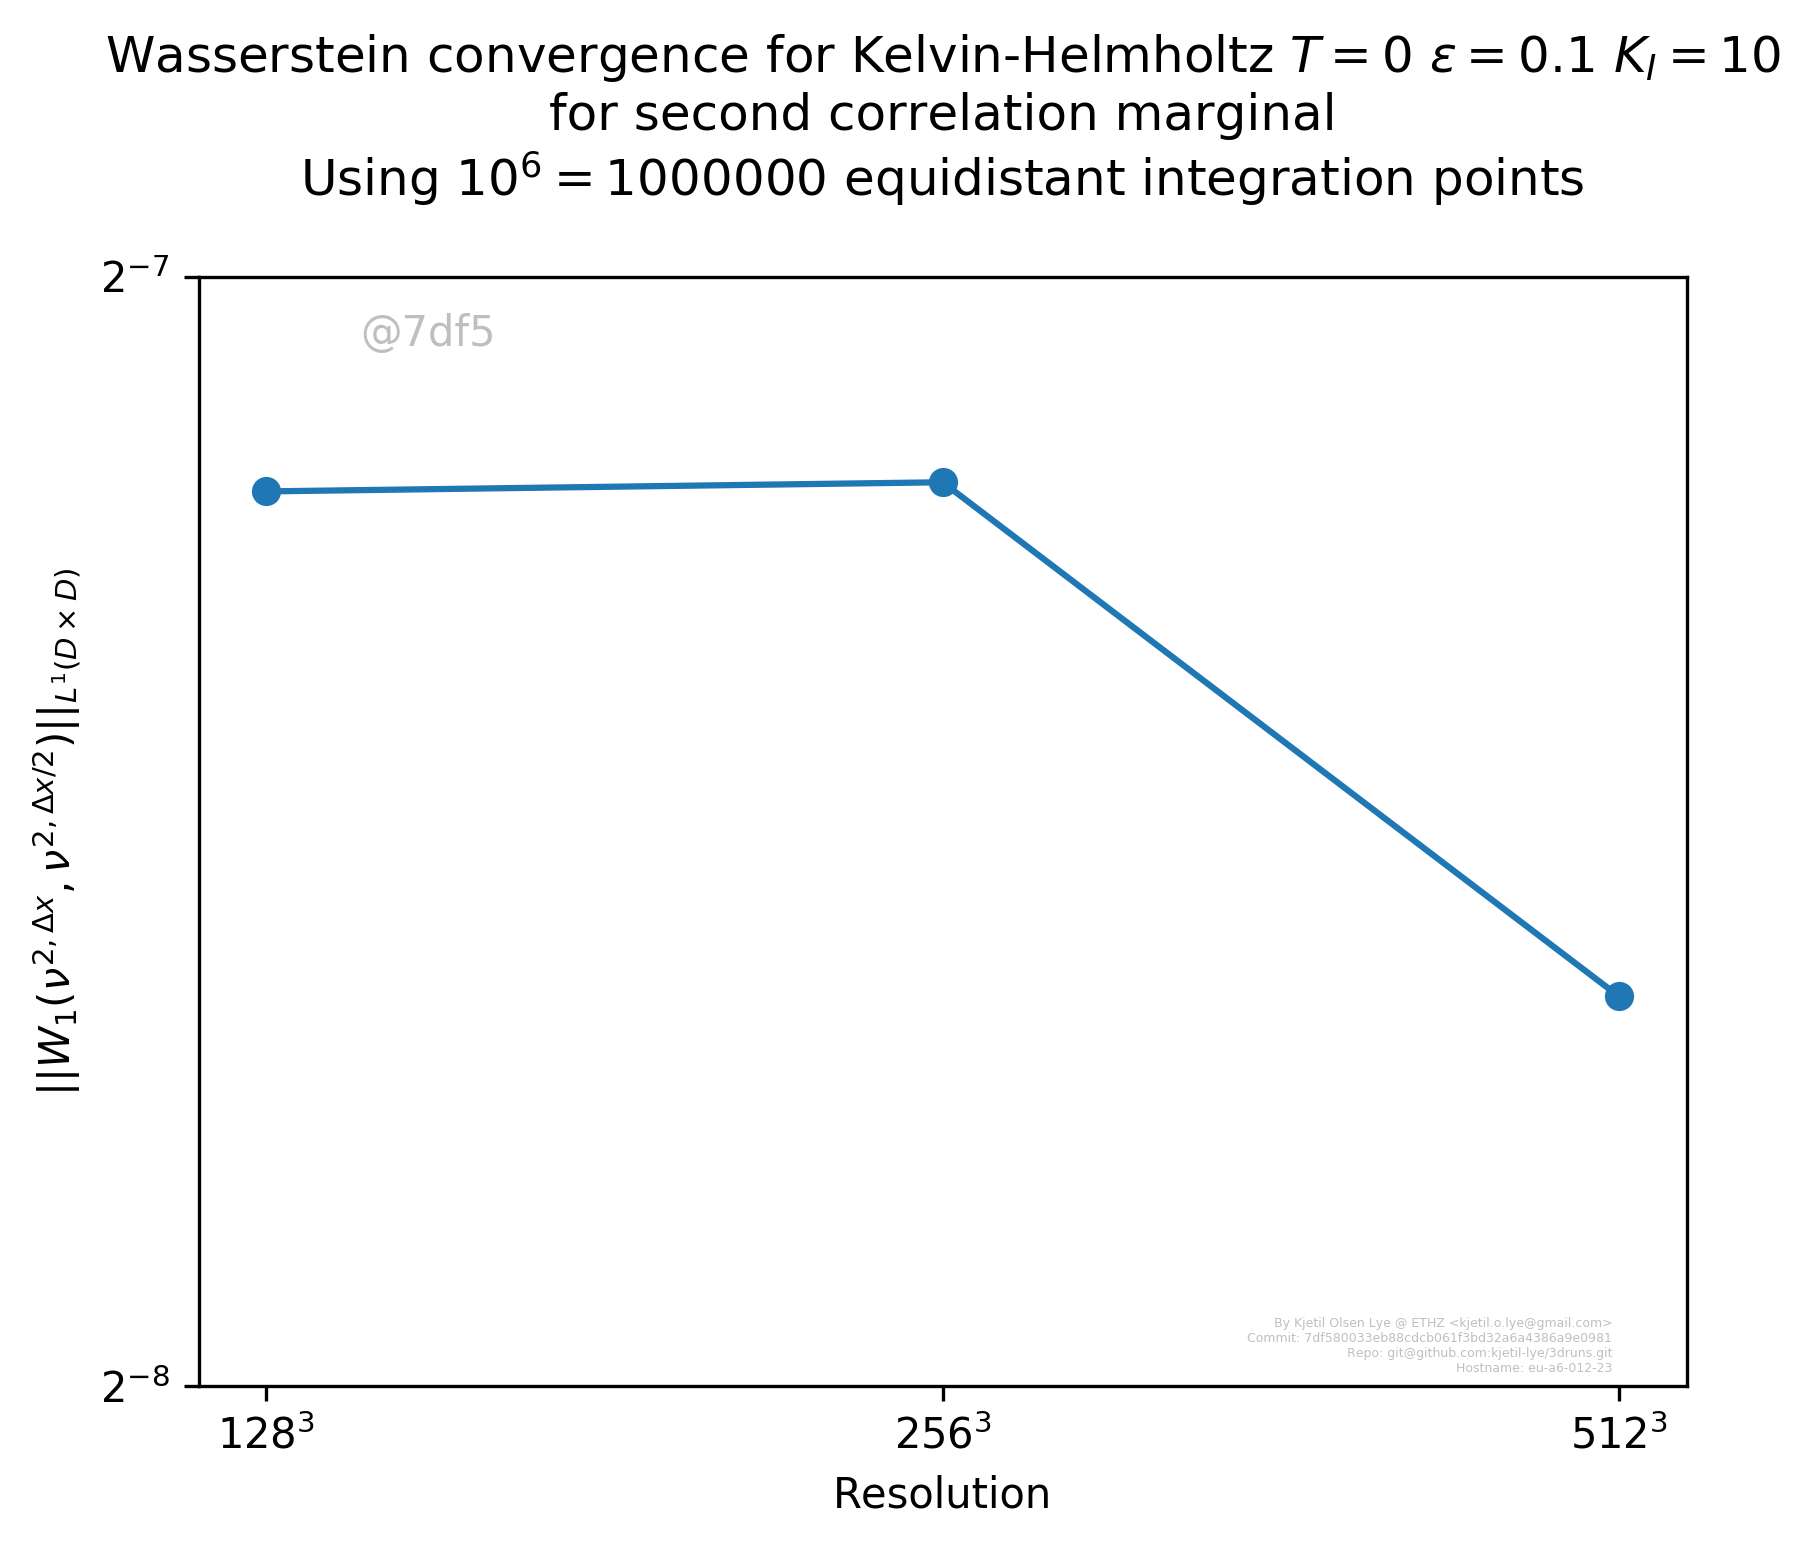 Wasserstein convergence for Kelvin-Helmholtz T = 0 ε = 0.1 K_I = 10
for second correlation marginal
Using 10^6 = 1000000 equidistant integration points
2^−7
@7df5
||W_1(ν^{2,Δx}, ν^{2,Δx/2})||_{L^1(D×D)}
By Kjetil Olsen Lye @ ETHZ <kjetil.o.lye@gmail.com>
Commit: 7df580033eb88cdcb061f3bd32a6a4386a9e0981
Repo: git@github.com:kjetil-lye/3druns.git
Hostname: eu-a6-012-23
2^−8
128^3 256^3 512^3
Resolution